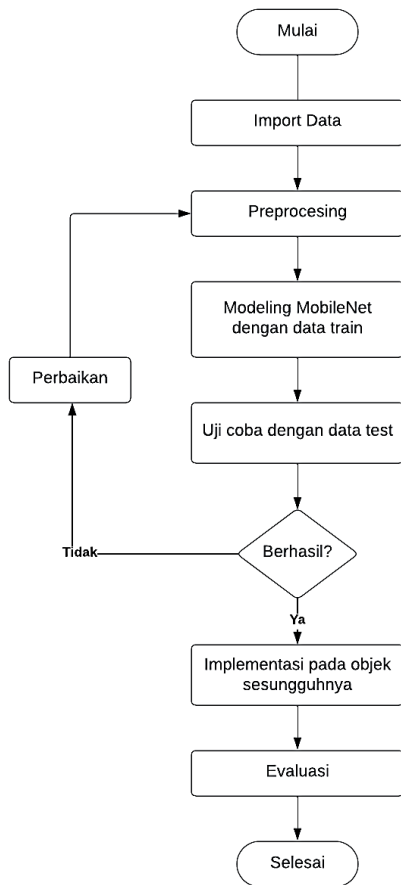 Mulai
Import Data
Preprocesing
Modeling MobileNet
dengan data train
Perbaikan
Uji coba dengan data test
Berhasil?
Tidak
Ya
Implementasi pada objek
sesungguhnya
Evaluasi
Selesai